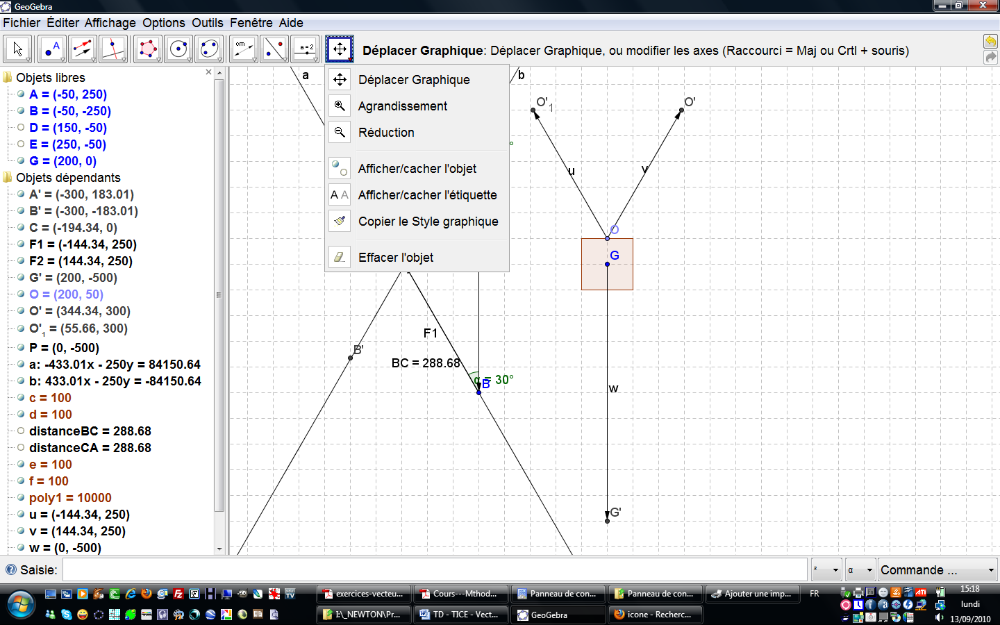 GeoGebra
Fichier Éditer Affichage Options Outils Fenêtre Aide
A
cm
a=2
Déplacer Graphique: Déplacer Graphique, ou modifier les axes (Raccourci = Maj ou Crtl + souris)
Objets libres
A = (-50, 250)
B = (-50, -250)
D = (150, -50)
E = (250, -50)
G = (200, 0)
Objets dépendants
A' = (-300, 183.01)
B' = (-300, -183.01)
C = (-194.34, 0)
F1 = (-144.34, 250)
F2 = (144.34, 250)
G' = (200, -500)
O = (200, 50)
O' = (344.34, 300)
O'1 = (55.66, 300)
P = (0, -500)
a: -433.01x - 250y = 84150.64
b: 433.01x - 250y = -84150.64
c = 100
d = 100
distanceBC = 288.68
distanceCA = 288.68
e = 100
f = 100
poly1 = 10000
u = (-144.34, 250)
v = (144.34, 250)
w = (0, -500)
Déplacer Graphique
Agrandissement
Réduction
Afficher/cacher l'objet
A A Afficher/cacher l'étiquette
Copier le Style graphique
Effacer l'objet
a
b
°
O'1
O'
u
v
O
G
F1
B'
BC = 288.68
α = 30°
B
w
G'
Saisie:
²
α
Commande ...
exercices-vecteu...
Cours---Mthod...
Panneau de con...
Panneau de con...
Ajouter une imp...
FR
15:18
I:\_NEWTON\Pr...
TD - TICE - Vect...
GeoGebra
icone - Recherc...
lundi
13/09/2010